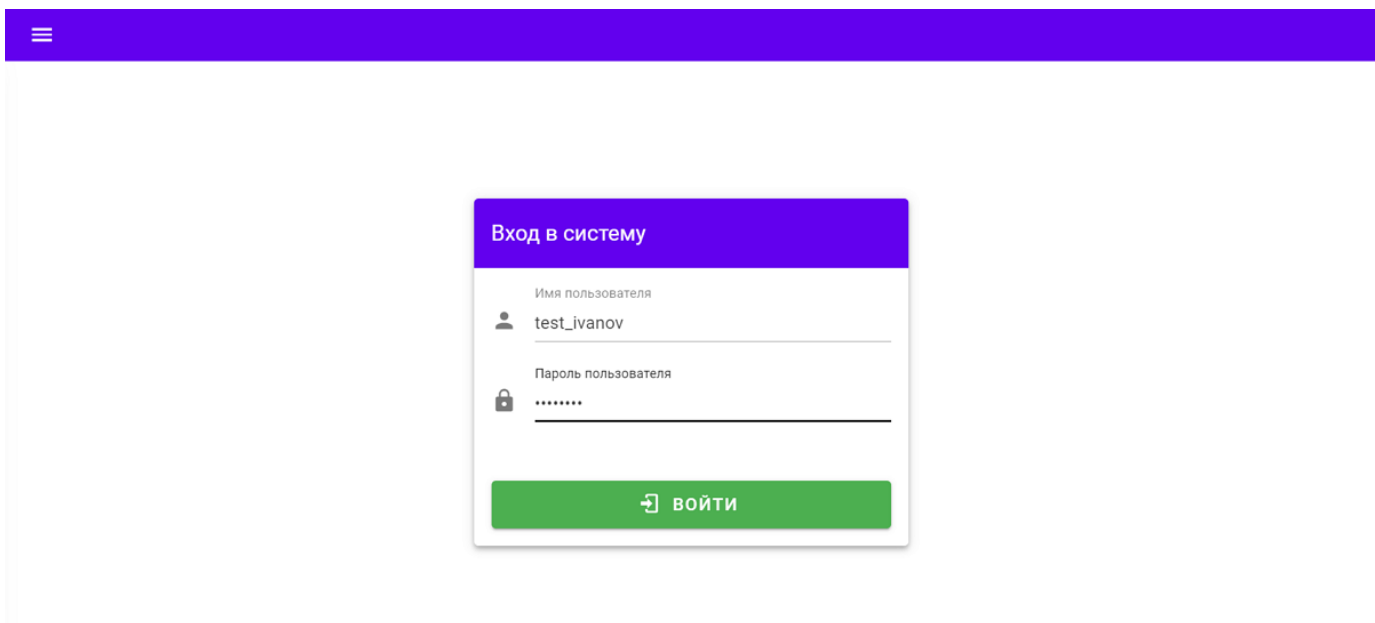 Вход в систему
Имя пользователя
test_ivanov
Пароль пользователя
••••••••
ВОЙТИ